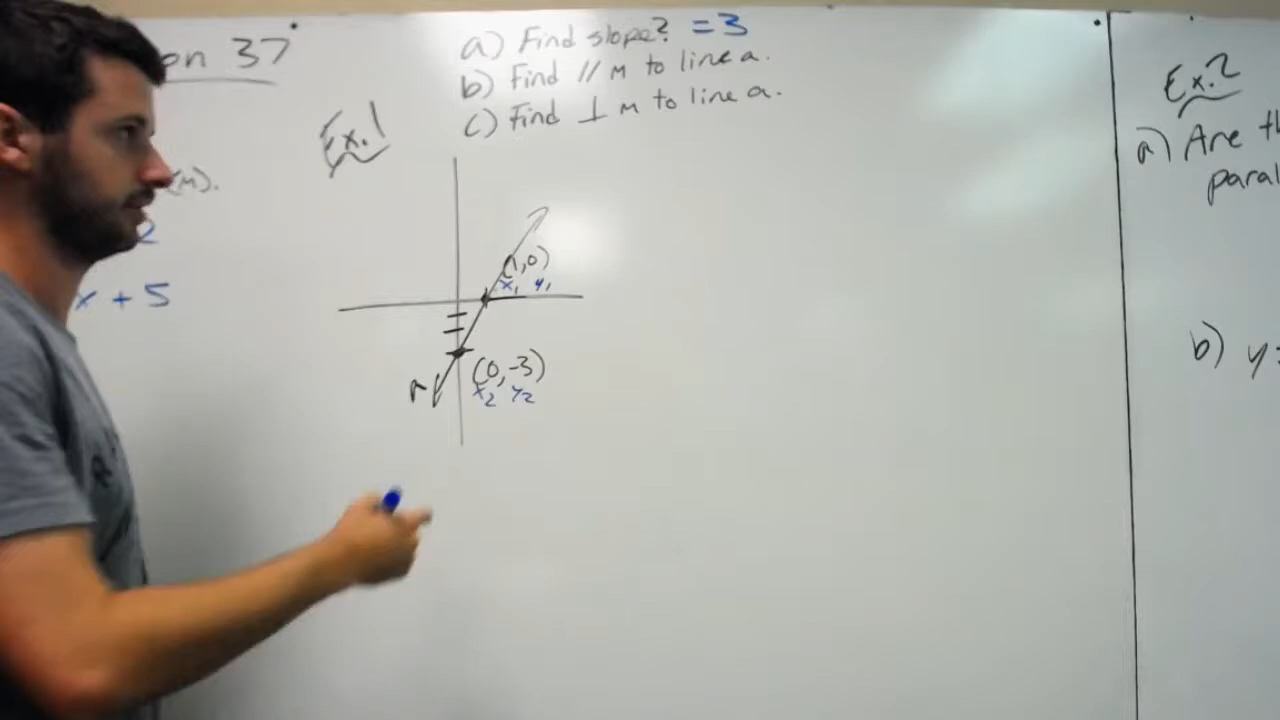 on 37
(M).
2
x + 5
a) Find slope? = 3
b) Find // M to line a.
c) Find ⊥ M to line a.
Ex. 1
(1,0)
x₁ y₁
(0,-3)
x₂ y₂
Ex. 2
a) Are th
paral
b) y=